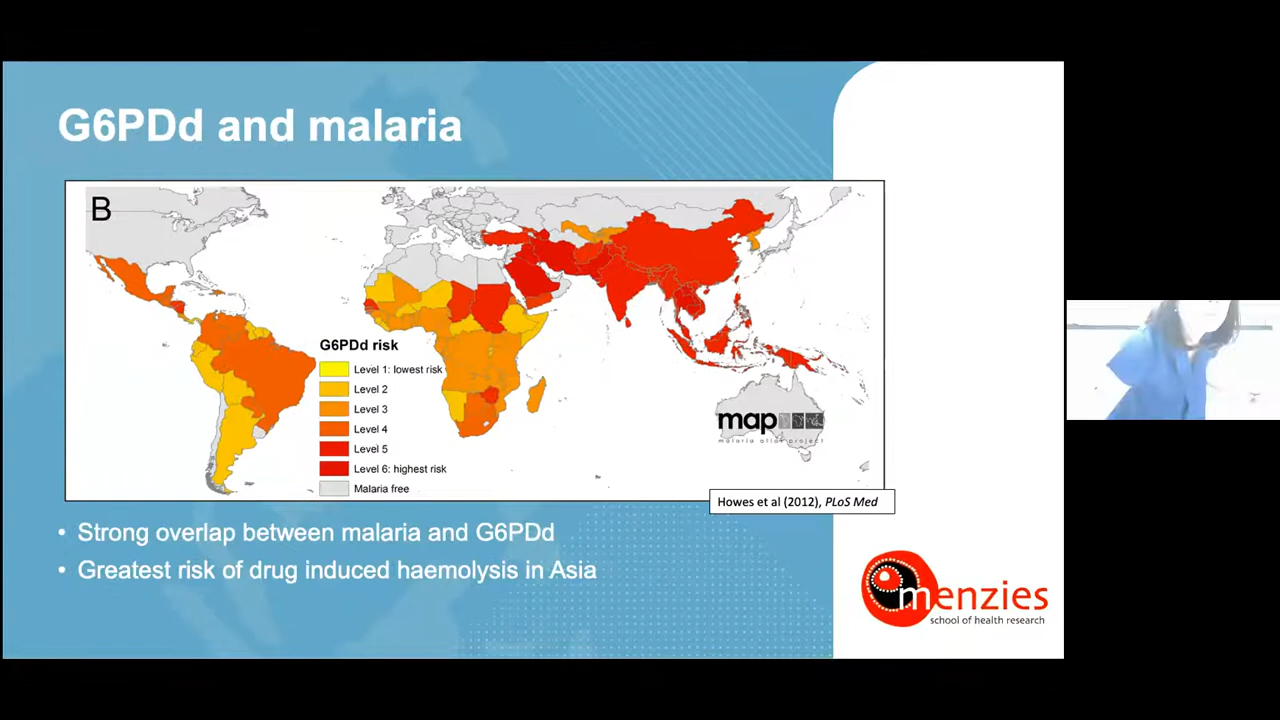 G6PDd and malaria
B
G6PDd risk
Level 1: lowest risk
Level 2
Level 3
Level 4
Level 5
Level 6: highest risk
Malaria free
map
malaria atlas project
Howes et al (2012), PLoS Med
• Strong overlap between malaria and G6PDd
• Greatest risk of drug induced haemolysis in Asia
menzies
school of health research